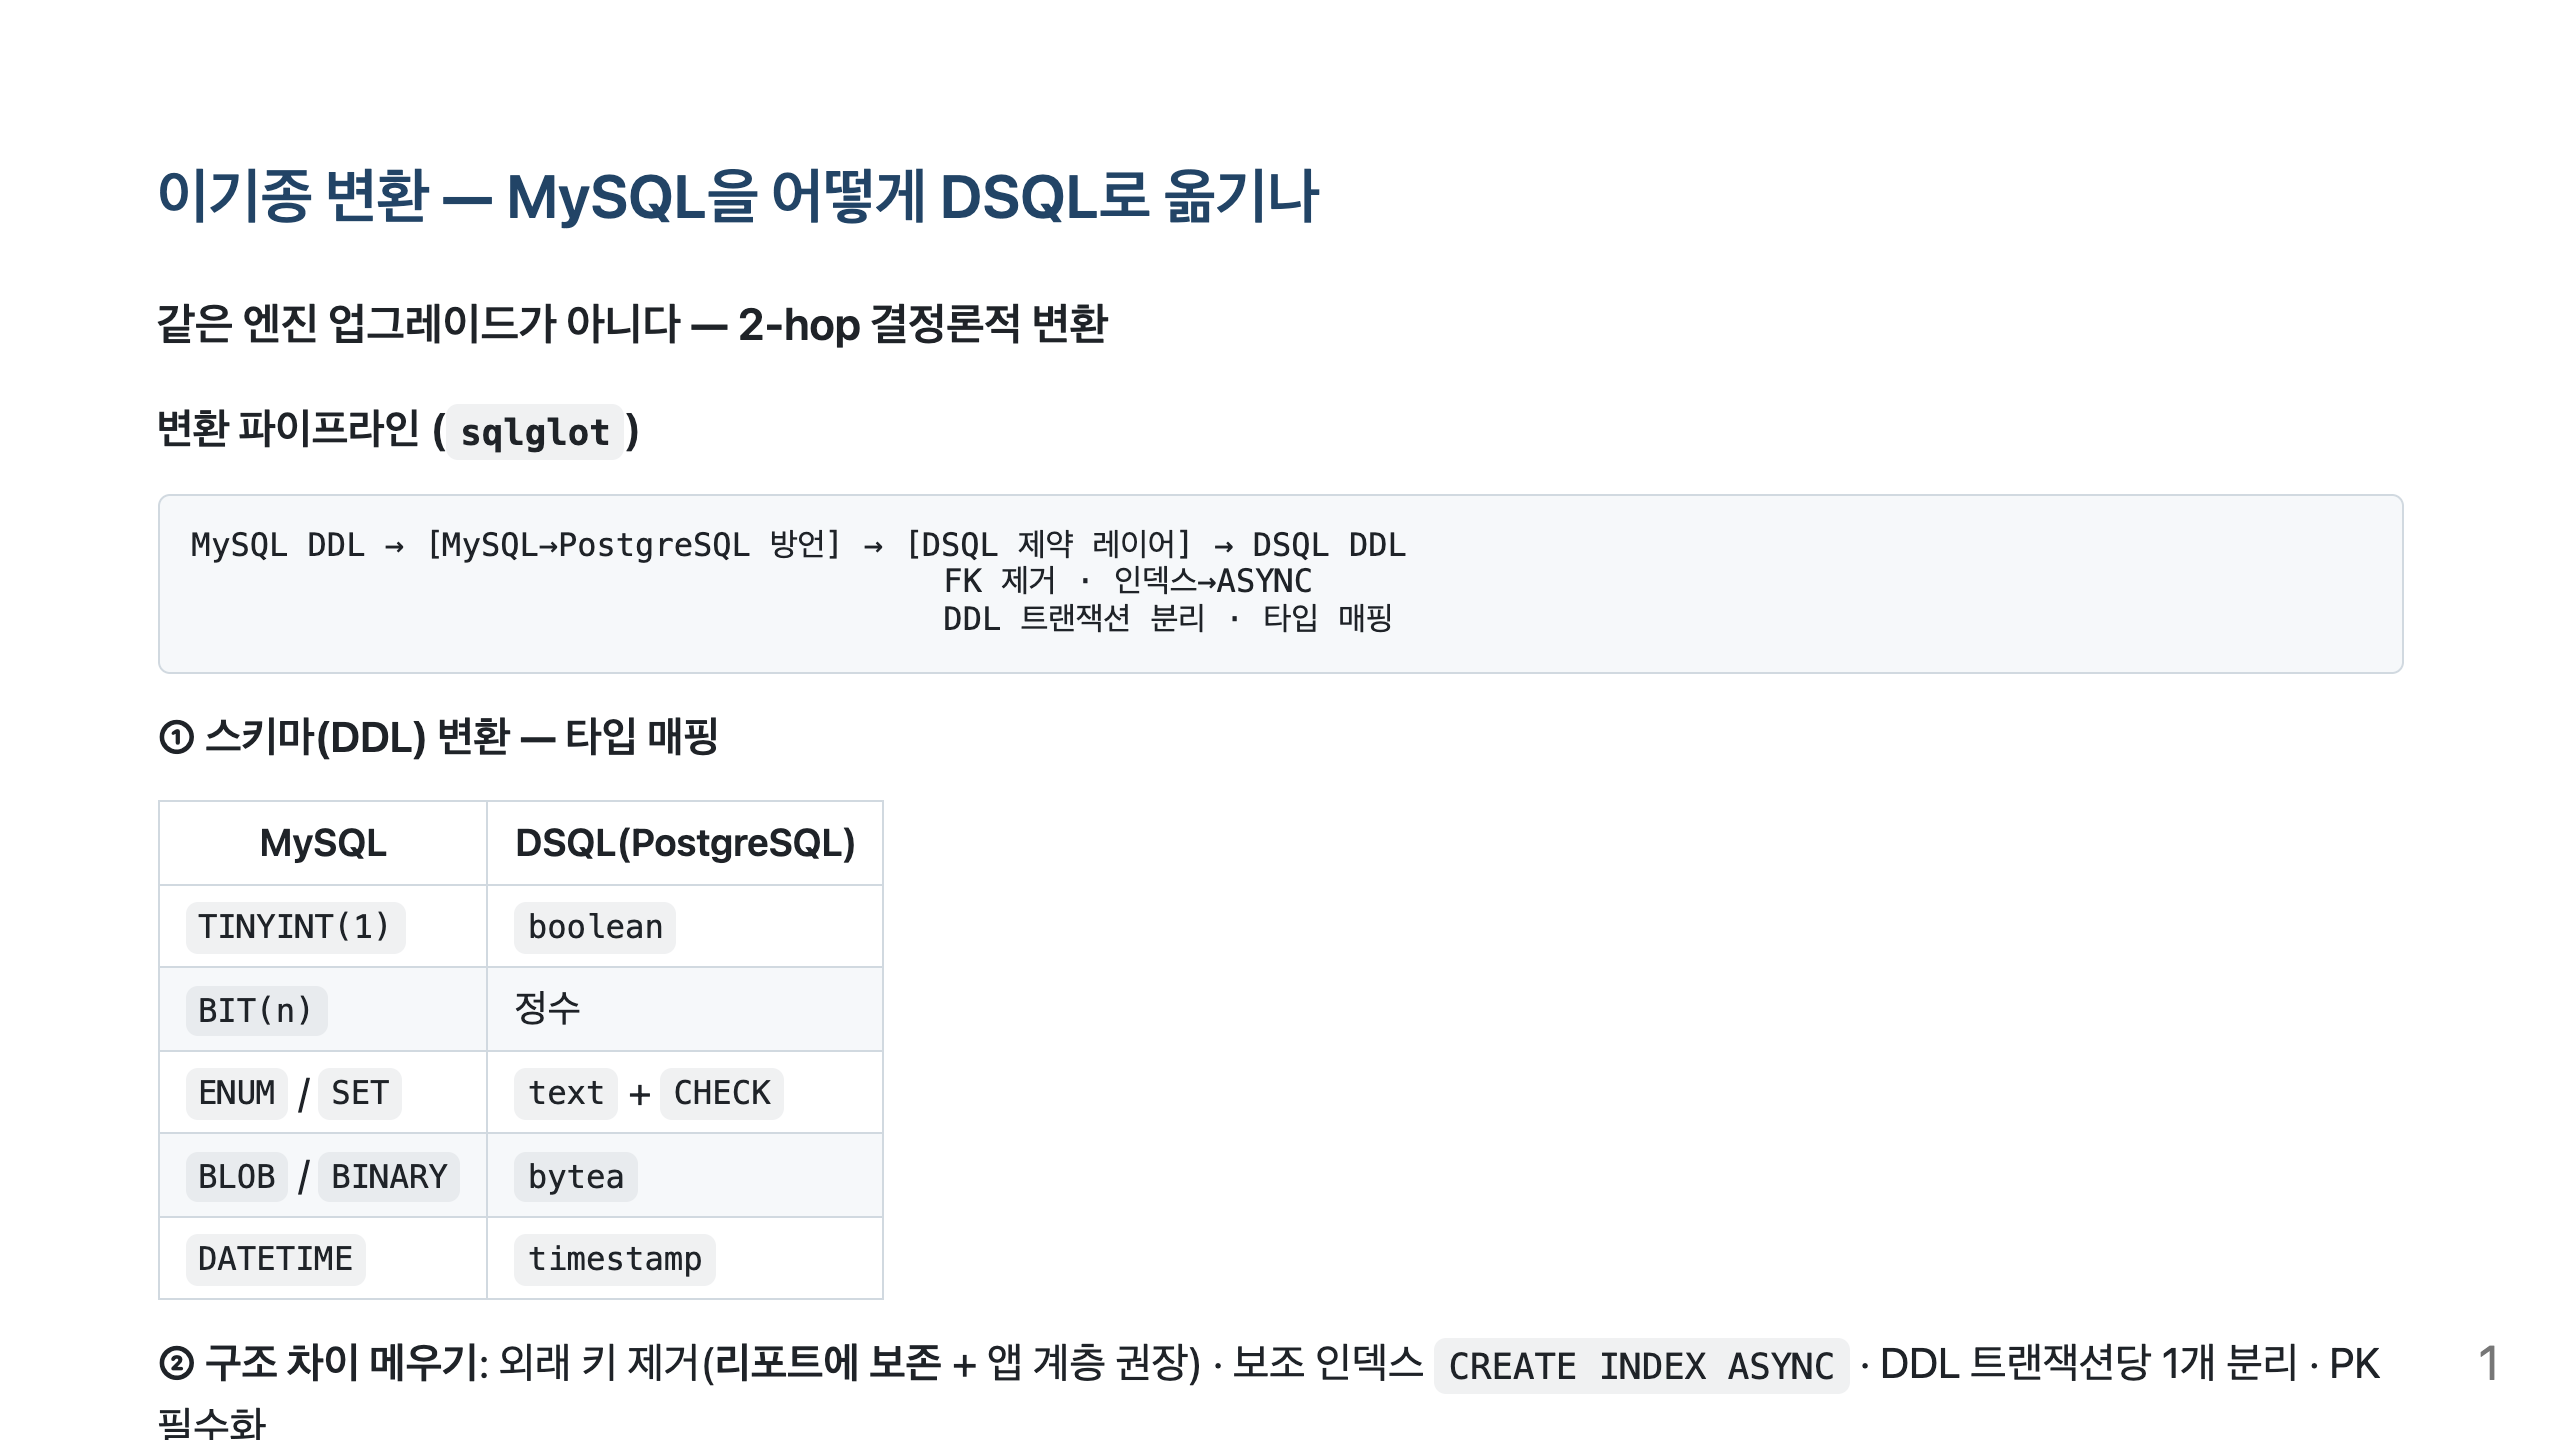 이기종 변환 — MySQL을 어떻게 DSQL로 옮기나
같은 엔진 업그레이드가 아니다 — 2-hop 결정론적 변환
변환 파이프라인 ( sqlglot )
MySQL DDL → [MySQL→PostgreSQL 방언] → [DSQL 제약 레이어] → DSQL DDL
FK 제거 · 인덱스→ASYNC
DDL 트랜잭션 분리 · 타입 매핑
① 스키마(DDL) 변환 — 타입 매핑
MySQL DSQL(PostgreSQL)
TINYINT(1) boolean
BIT(n) 정수
ENUM / SET text + CHECK
BLOB / BINARY bytea
DATETIME timestamp
② 구조 차이 메우기: 외래 키 제거(리포트에 보존 + 앱 계층 권장) · 보조 인덱스 CREATE INDEX ASYNC · DDL 트랜잭션당 1개 분리 · PK
필수화
1